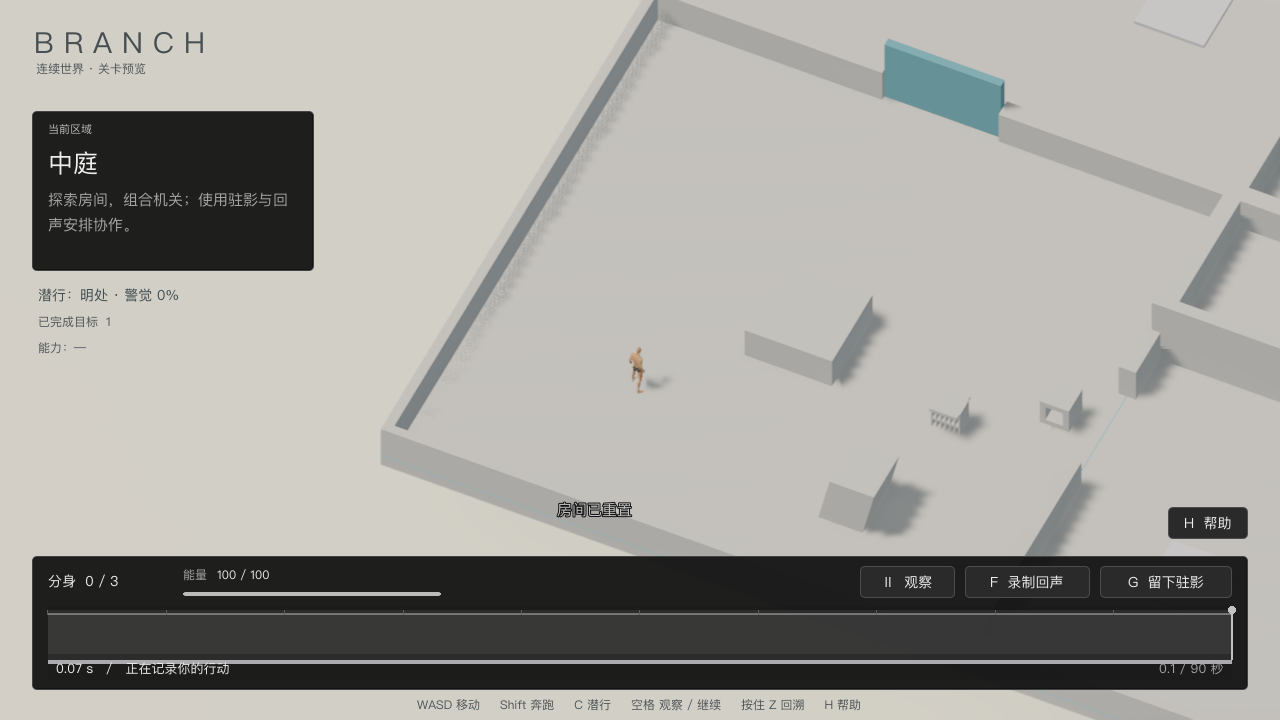 BRANCH
连续世界 · 关卡预览
当前区域
中庭
探索房间，组合机关；使用驻影与回
声安排协作。
潜行：明处 · 警觉 0%
已完成目标 1
能力：—
房间已重置
H 帮助
分身 0 / 3
能量 100 / 100
II 观察
F 录制回声
G 留下驻影
0.07 s / 正在记录你的行动
0.1 / 90 秒
WASD 移动 Shift 奔跑 C 潜行 空格 观察 / 继续 按住 Z 回溯 H 帮助